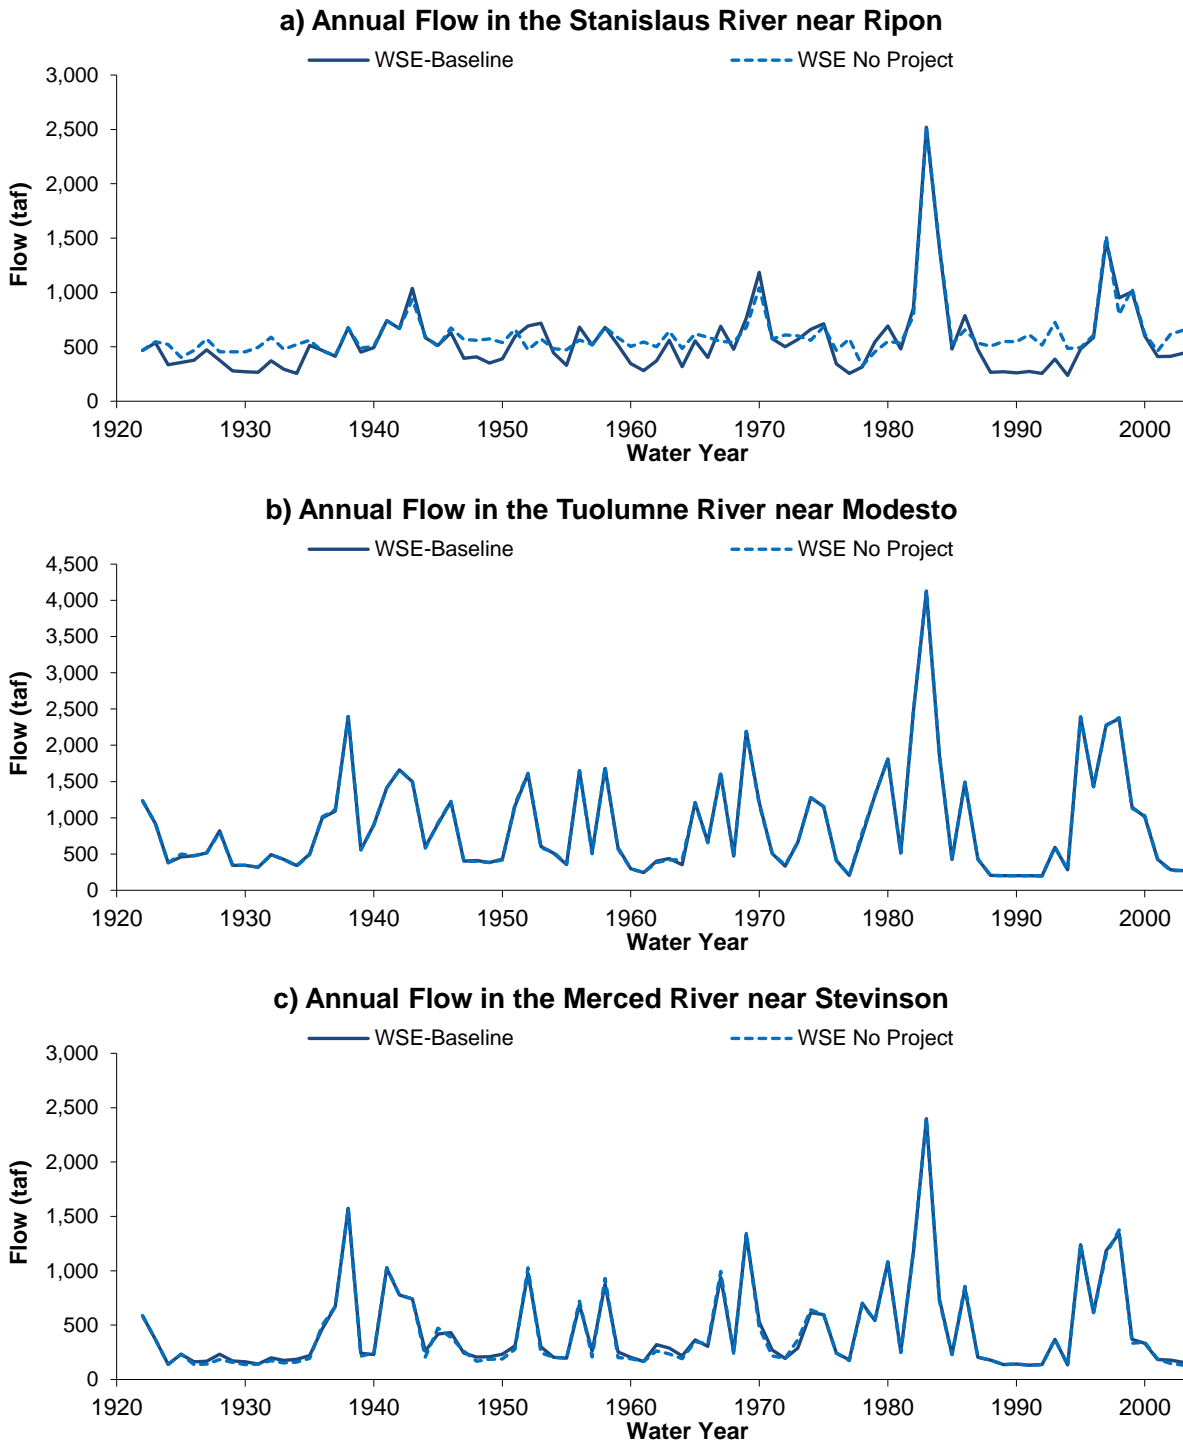 a) Annual Flow in the Stanislaus River near Ripon
WSE-Baseline WSE No Project
3,000
2,500
2,000
1,500
1,000
500
0
Flow (taf)
1920 1930 1940 1950 1960 1970 1980 1990 2000
Water Year
b) Annual Flow in the Tuolumne River near Modesto
WSE-Baseline WSE No Project
4,500
4,000
3,500
3,000
2,500
2,000
1,500
1,000
500
0
Flow (taf)
1920 1930 1940 1950 1960 1970 1980 1990 2000
Water Year
c) Annual Flow in the Merced River near Stevinson
WSE-Baseline WSE No Project
3,000
2,500
2,000
1,500
1,000
500
0
Flow (taf)
1920 1930 1940 1950 1960 1970 1980 1990 2000
Water Year